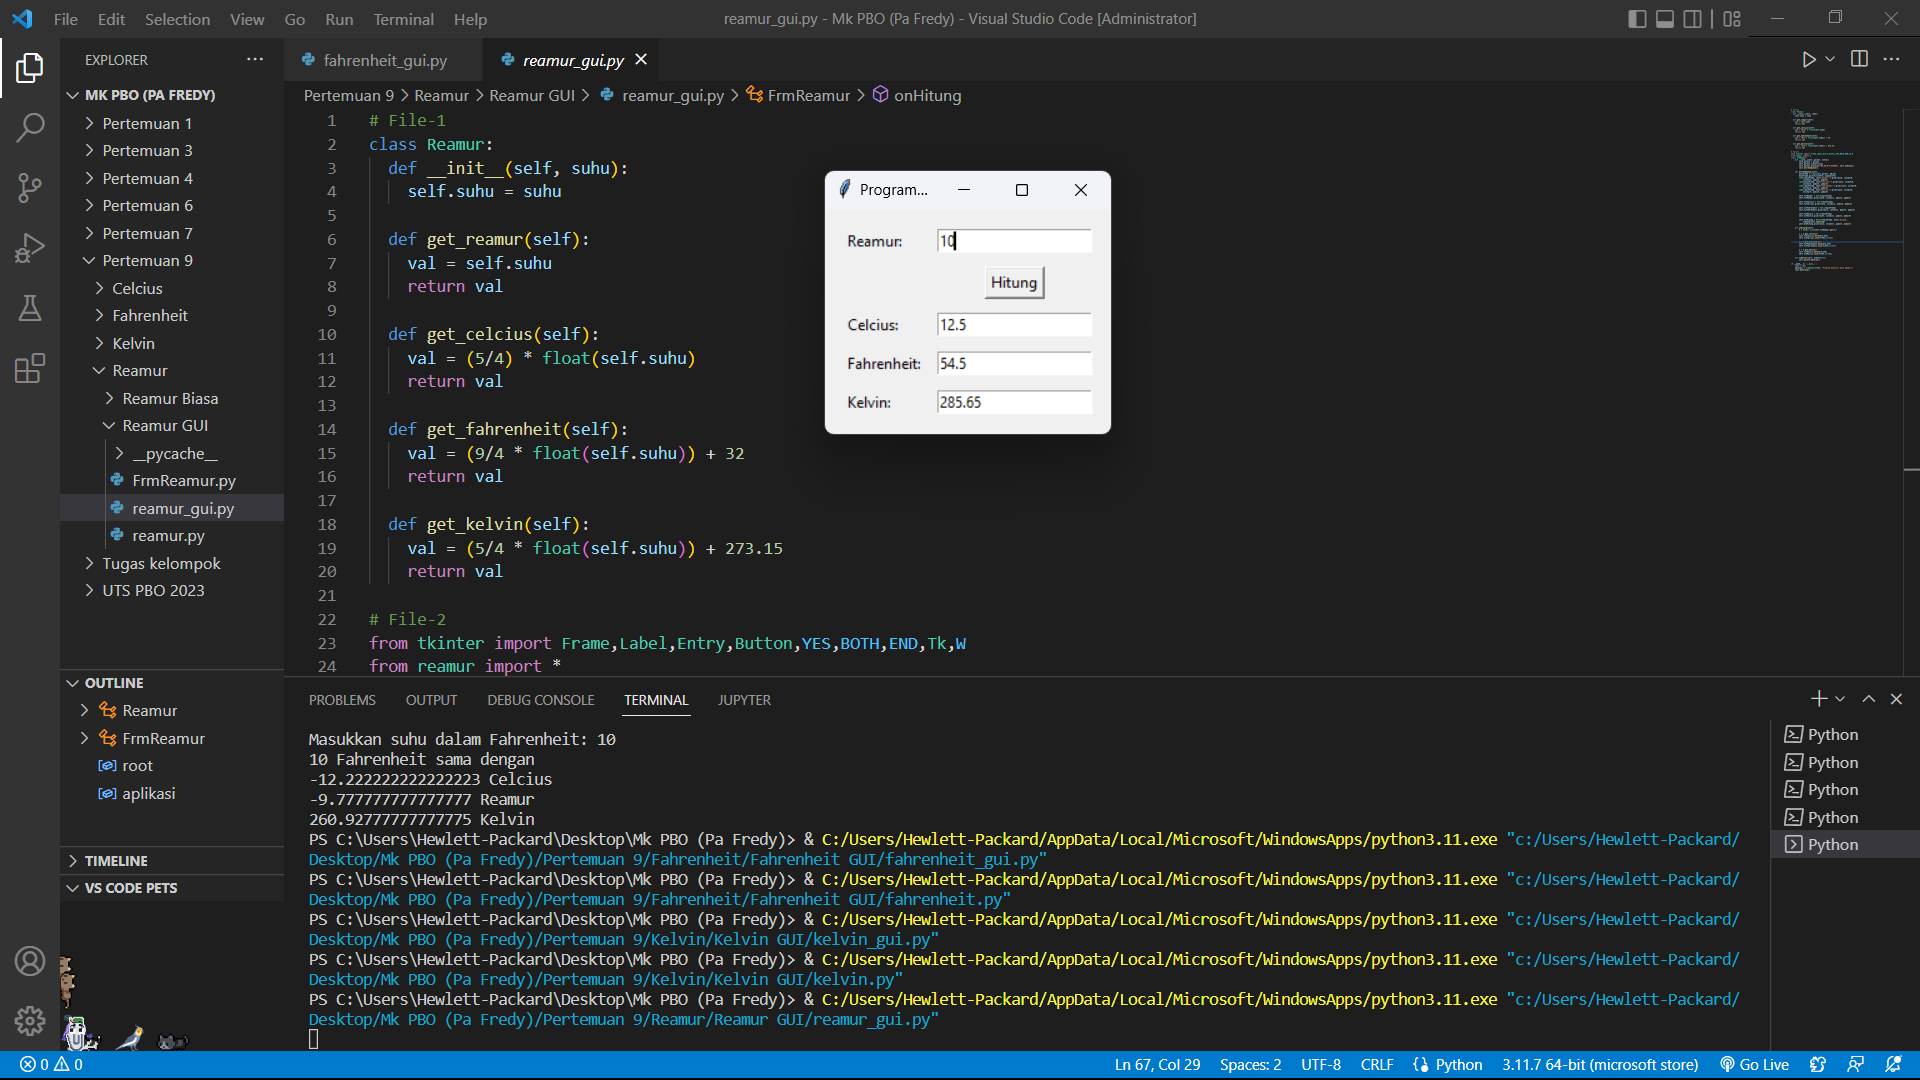 File Edit Selection View Go Run Terminal Help
reamur_gui.py - Mk PBO (Pa Fredy) - Visual Studio Code [Administrator]
EXPLORER
MK PBO (PA FREDY)
Pertemuan 1
Pertemuan 3
Pertemuan 4
Pertemuan 6
Pertemuan 7
Pertemuan 9
Celcius
Fahrenheit
Kelvin
Reamur
Reamur Biasa
Reamur GUI
__pycache__
FrmReamur.py
reamur_gui.py
reamur.py
Tugas kelompok
UTS PBO 2023
OUTLINE
Reamur
FrmReamur
root
aplikasi
TIMELINE
VS CODE PETS
fahrenheit_gui.py
reamur_gui.py
Pertemuan 9 > Reamur > Reamur GUI > reamur_gui.py > FrmReamur > onHitung
1 # File-1
2 class Reamur:
3 def __init__(self, suhu):
4 self.suhu = suhu
5
6 def get_reamur(self):
7 val = self.suhu
8 return val
9
10 def get_celcius(self):
11 val = (5/4) * float(self.suhu)
12 return val
13
14 def get_fahrenheit(self):
15 val = (9/4 * float(self.suhu)) + 32
16 return val
17
18 def get_kelvin(self):
19 val = (5/4 * float(self.suhu)) + 273.15
20 return val
21
22 # File-2
23 from tkinter import Frame,Label,Entry,Button,YES,BOTH,END,Tk,W
24 from reamur import *
Program...
Reamur: 10
Hitung
Celcius: 12.5
Fahrenheit: 54.5
Kelvin: 285.65
PROBLEMS OUTPUT DEBUG CONSOLE TERMINAL JUPYTER
Masukkan suhu dalam Fahrenheit: 10
10 Fahrenheit sama dengan
-12.222222222222223 Celcius
-9.777777777777777 Reamur
260.92777777777775 Kelvin
PS C:\Users\Hewlett-Packard\Desktop\Mk PBO (Pa Fredy)> & C:/Users/Hewlett-Packard/AppData/Local/Microsoft/WindowsApps/python3.11.exe "c:/Users/Hewlett-Packard/
Desktop/Mk PBO (Pa Fredy)/Pertemuan 9/Fahrenheit/Fahrenheit GUI/fahrenheit_gui.py"
PS C:\Users\Hewlett-Packard\Desktop\Mk PBO (Pa Fredy)> & C:/Users/Hewlett-Packard/AppData/Local/Microsoft/WindowsApps/python3.11.exe "c:/Users/Hewlett-Packard/
Desktop/Mk PBO (Pa Fredy)/Pertemuan 9/Fahrenheit/Fahrenheit GUI/fahrenheit.py"
PS C:\Users\Hewlett-Packard\Desktop\Mk PBO (Pa Fredy)> & C:/Users/Hewlett-Packard/AppData/Local/Microsoft/WindowsApps/python3.11.exe "c:/Users/Hewlett-Packard/
Desktop/Mk PBO (Pa Fredy)/Pertemuan 9/Kelvin/Kelvin GUI/kelvin_gui.py"
PS C:\Users\Hewlett-Packard\Desktop\Mk PBO (Pa Fredy)> & C:/Users/Hewlett-Packard/AppData/Local/Microsoft/WindowsApps/python3.11.exe "c:/Users/Hewlett-Packard/
Desktop/Mk PBO (Pa Fredy)/Pertemuan 9/Kelvin/Kelvin GUI/kelvin.py"
PS C:\Users\Hewlett-Packard\Desktop\Mk PBO (Pa Fredy)> & C:/Users/Hewlett-Packard/AppData/Local/Microsoft/WindowsApps/python3.11.exe "c:/Users/Hewlett-Packard/
Desktop/Mk PBO (Pa Fredy)/Pertemuan 9/Reamur/Reamur GUI/reamur_gui.py"
Python
Python
Python
Python
Python
0 0
Ln 67, Col 29 Spaces: 2 UTF-8 CRLF Python 3.11.7 64-bit (microsoft store) Go Live